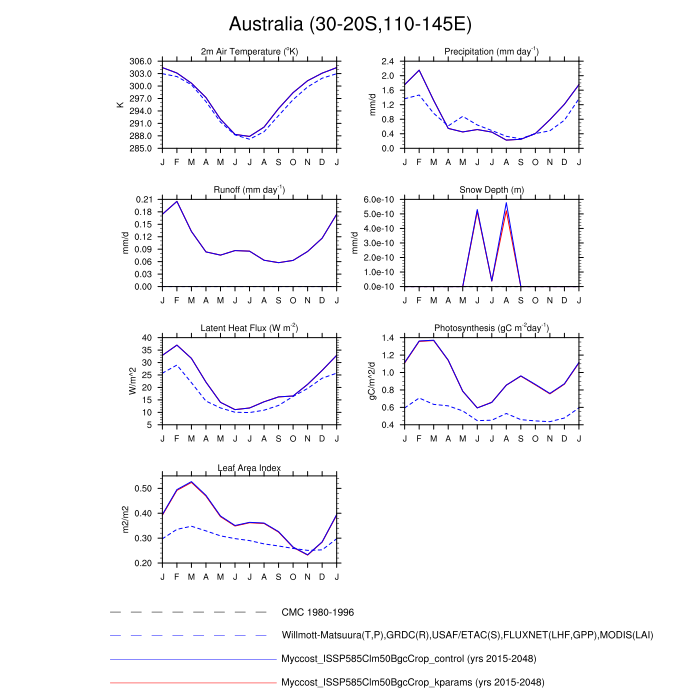 Australia (30-20S,110-145E)
2m Air Temperature (°K)
306.0
303.0
300.0
297.0
294.0
291.0
288.0
285.0
K
J F M A M J J A S O N D J
Precipitation (mm day⁻¹)
2.4
2.0
1.6
1.2
0.8
0.4
0.0
mm/d
J F M A M J J A S O N D J
Runoff (mm day⁻¹)
0.21
0.18
0.15
0.12
0.09
0.06
0.03
0.00
mm/d
J F M A M J J A S O N D J
Snow Depth (m)
6.0e-10
5.0e-10
4.0e-10
3.0e-10
2.0e-10
1.0e-10
0.0e-10
mm/d
J F M A M J J A S O N D J
Latent Heat Flux (W m⁻²)
40
35
30
25
20
15
10
5
W/m^2
J F M A M J J A S O N D J
Photosynthesis (gC m⁻²day⁻¹)
1.4
1.2
1.0
0.8
0.6
0.4
gC/m^2/d
J F M A M J J A S O N D J
Leaf Area Index
0.50
0.40
0.30
0.20
m2/m2
J F M A M J J A S O N D J
CMC 1980-1996
Willmott-Matsuura(T,P),GRDC(R),USAF/ETAC(S),FLUXNET(LHF,GPP),MODIS(LAI)
Myccost_ISSP585Clm50BgcCrop_control (yrs 2015-2048)
Myccost_ISSP585Clm50BgcCrop_kparams (yrs 2015-2048)